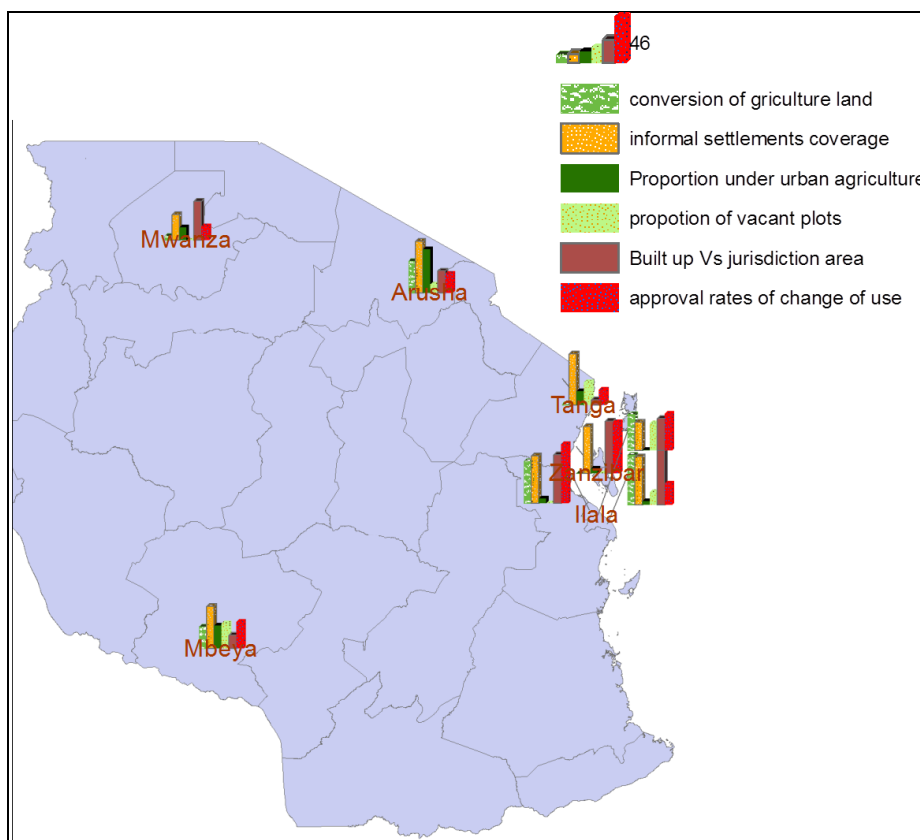 46
conversion of griculture land
informal settlements coverage
Proportion under urban agriculture
propotion of vacant plots
Built up Vs jurisdiction area
approval rates of change of use
Mwanza
Arusha
Tanga
Zanzibar
Ilala
Mbeya